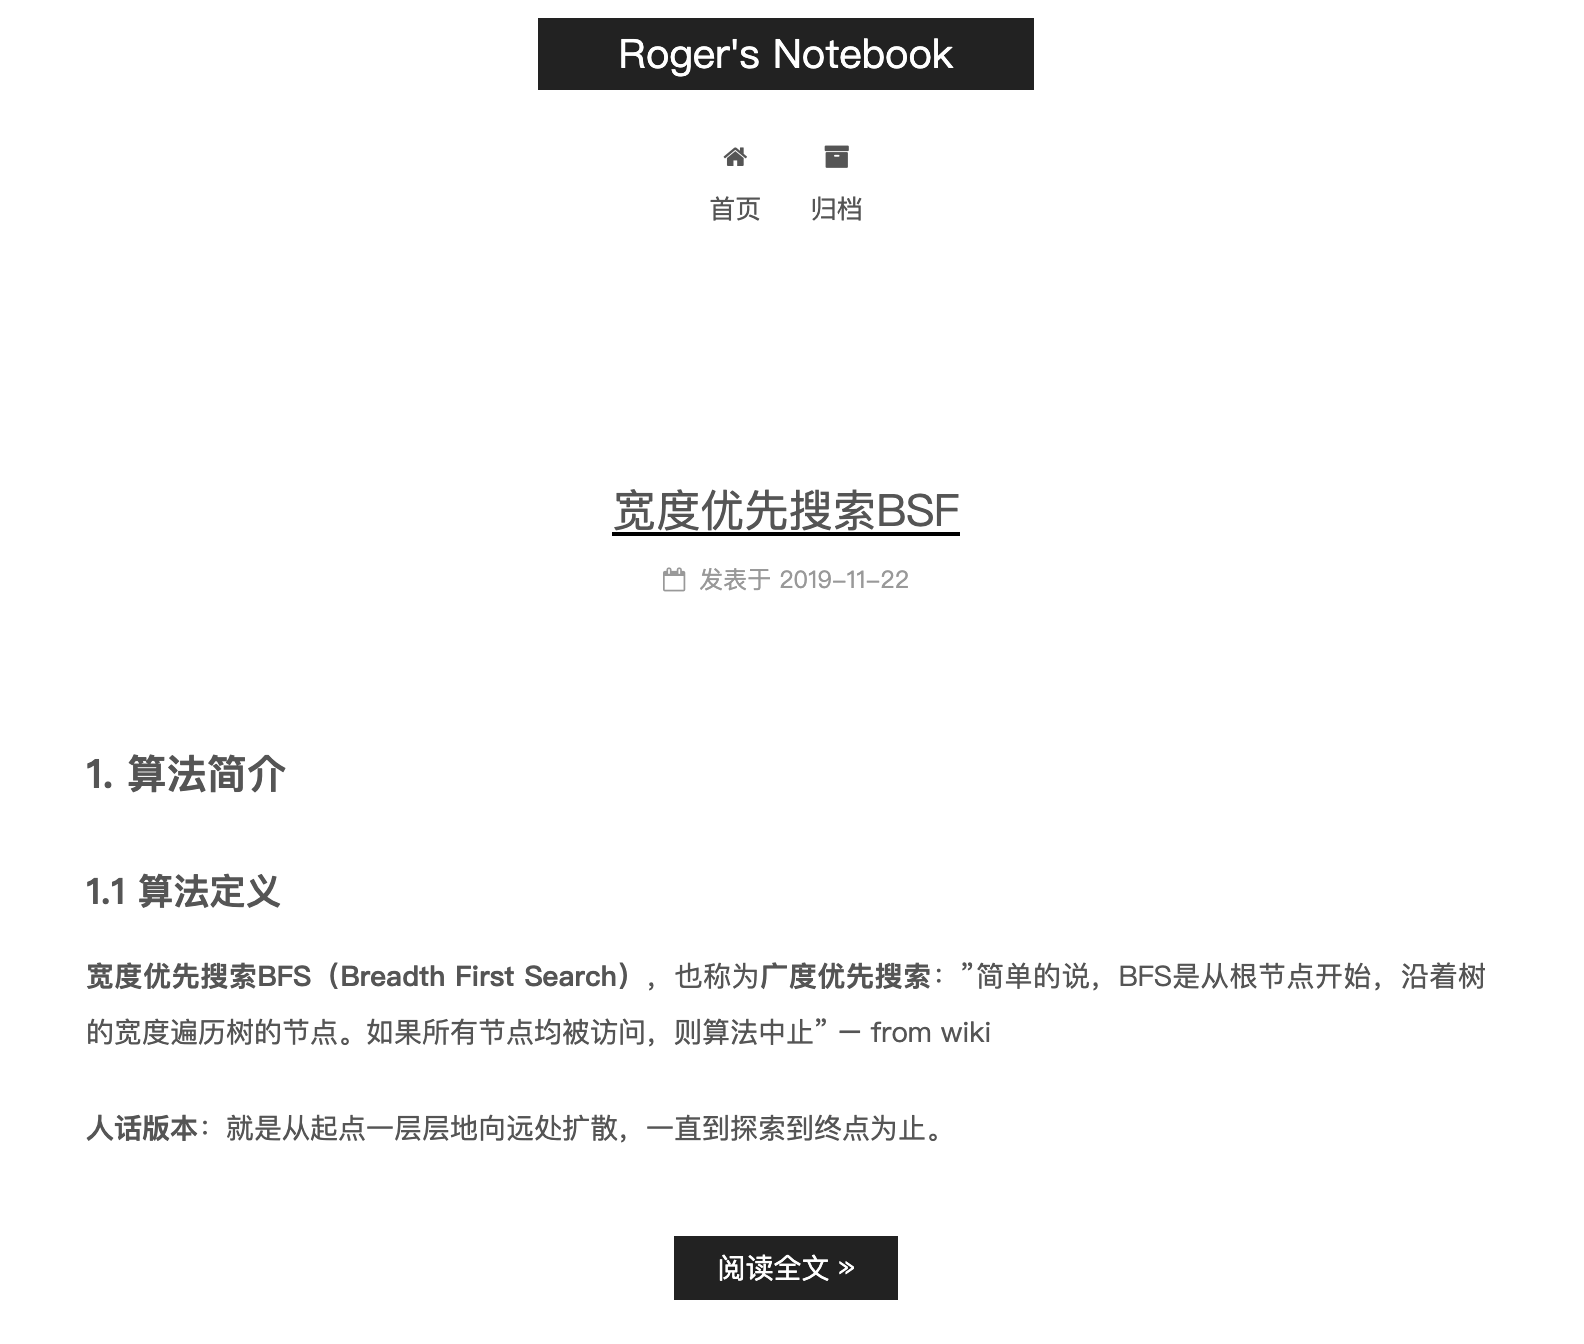 Roger's Notebook
首页 归档
宽度优先搜索BSF
发表于 2019-11-22
1. 算法简介
1.1 算法定义
宽度优先搜索BFS（Breadth First Search），也称为广度优先搜索：”简单的说，BFS是从根节点开始，沿着树
的宽度遍历树的节点。如果所有节点均被访问，则算法中止” — from wiki
人话版本：就是从起点一层层地向远处扩散，一直到探索到终点为止。
阅读全文 »